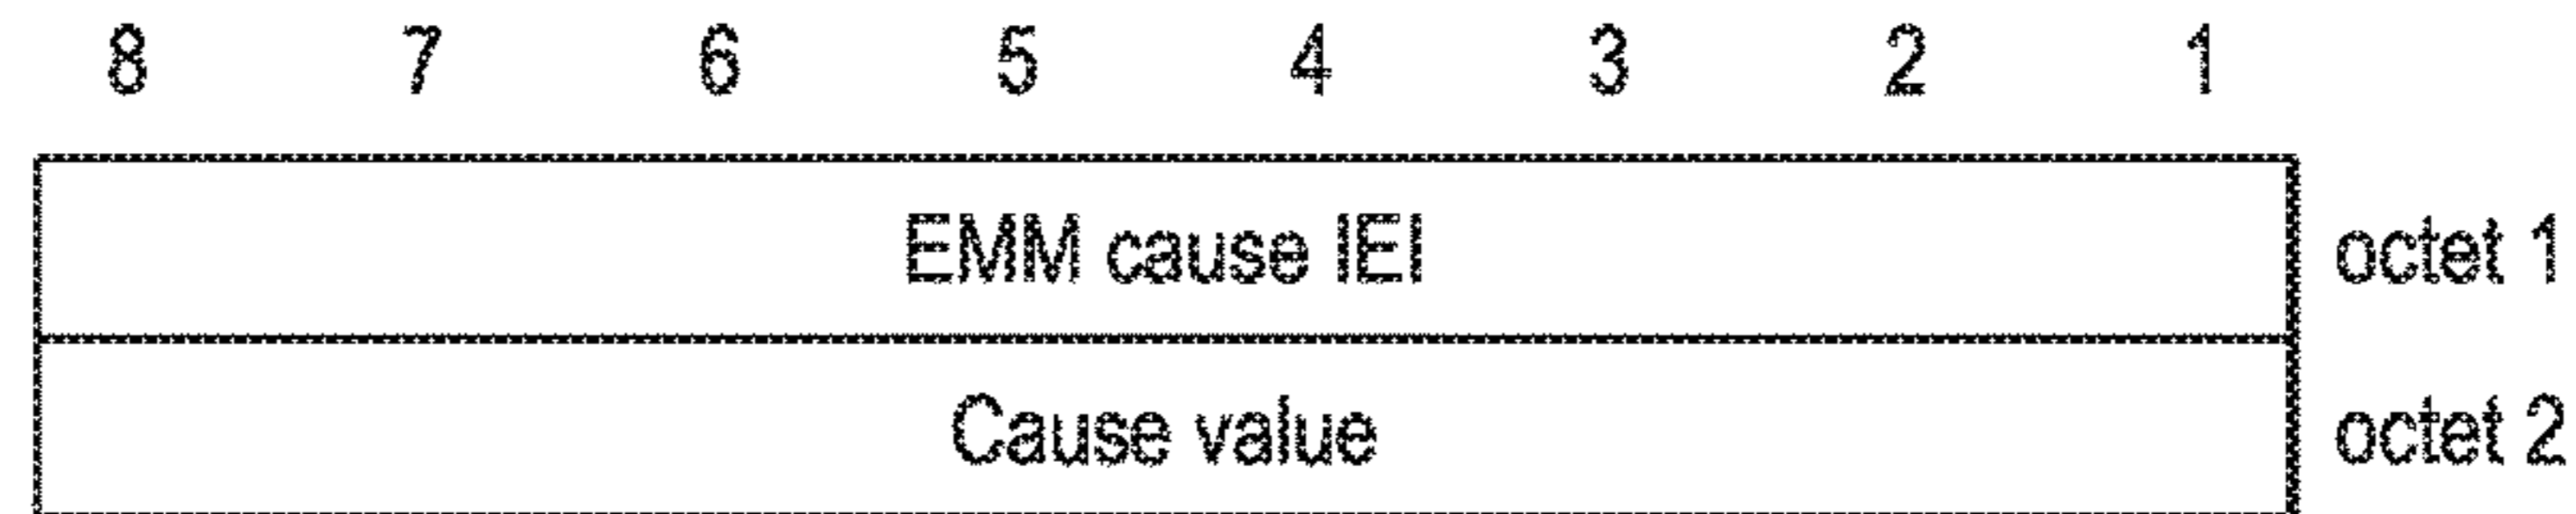 8 7 6 5 4 3 2 1
EMM cause IEI octet 1
Cause value octet 2